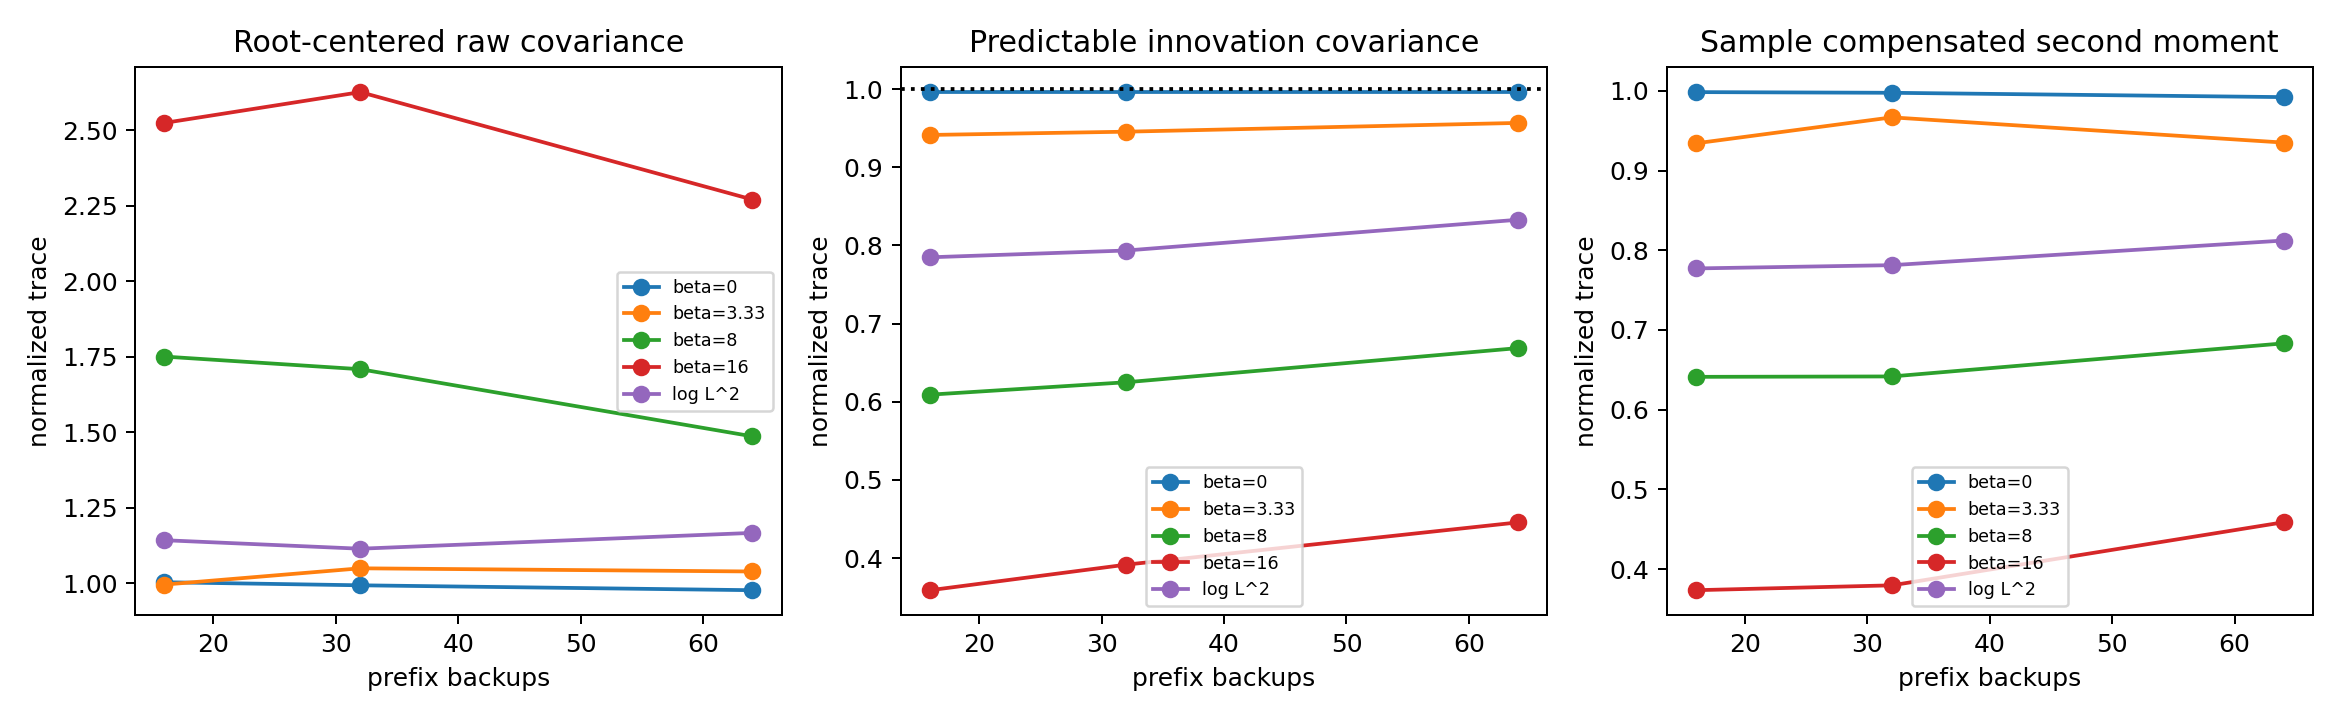 Root-centered raw covariance
normalized trace
2.50
2.25
2.00
1.75
1.50
1.25
1.00
beta=0
beta=3.33
beta=8
beta=16
log L^2
20
30
40
50
60
prefix backups
Predictable innovation covariance
normalized trace
1.0
0.9
0.8
0.7
0.6
0.5
0.4
beta=0
beta=3.33
beta=8
beta=16
log L^2
20
30
40
50
60
prefix backups
Sample compensated second moment
normalized trace
1.0
0.9
0.8
0.7
0.6
0.5
0.4
beta=0
beta=3.33
beta=8
beta=16
log L^2
20
30
40
50
60
prefix backups